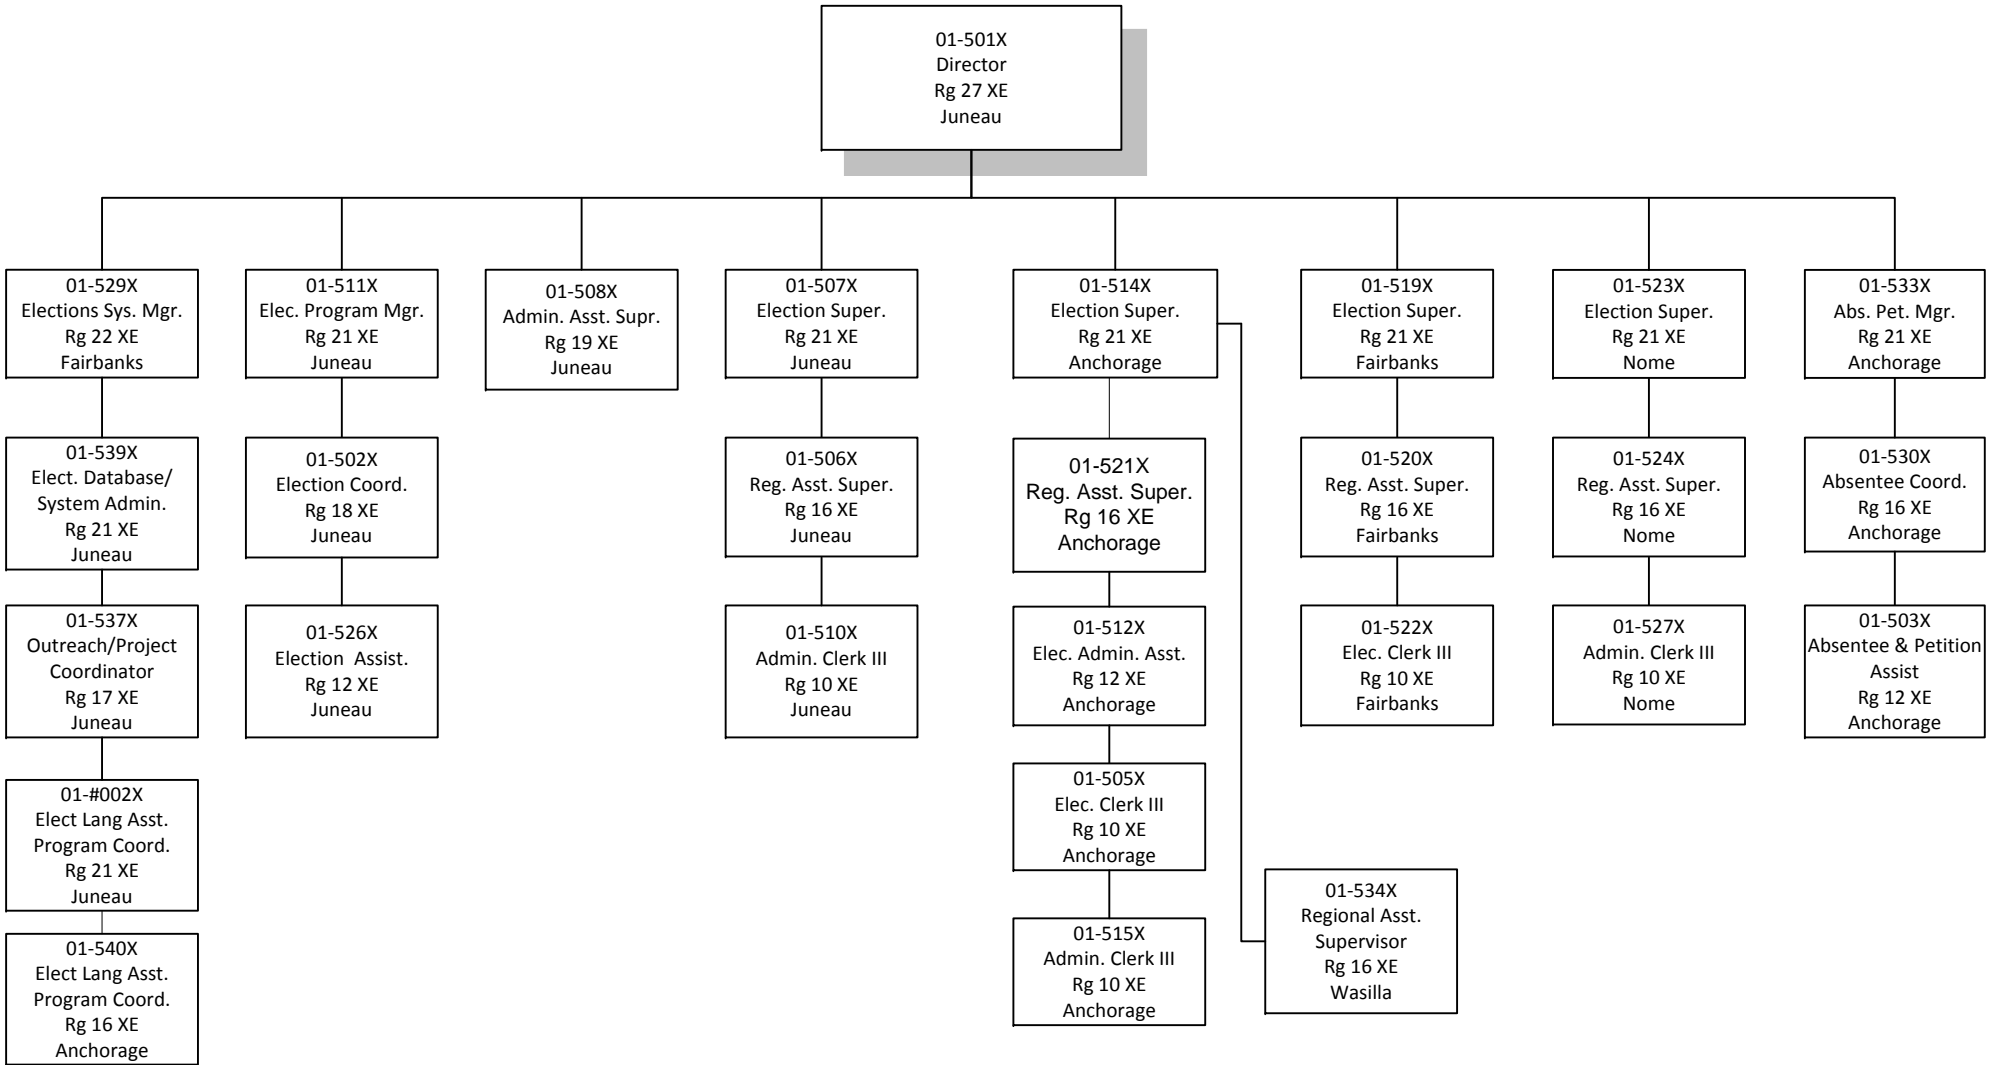 01-501X
Director
Rg 27 XE
Juneau
01-529X
Elections Sys. Mgr.
Rg 22 XE
Fairbanks
01-511X
Elec. Program Mgr.
Rg 21 XE
Juneau
01-508X
Admin. Asst. Supr.
Rg 19 XE
Juneau
01-507X
Election Super.
Rg 21 XE
Juneau
01-514X
Election Super.
Rg 21 XE
Anchorage
01-519X
Election Super.
Rg 21 XE
Fairbanks
01-523X
Election Super.
Rg 21 XE
Nome
01-533X
Abs. Pet. Mgr.
Rg 21 XE
Anchorage
01-539X
Elect. Database/
System Admin.
Rg 21 XE
Juneau
01-502X
Election Coord.
Rg 18 XE
Juneau
01-506X
Reg. Asst. Super.
Rg 16 XE
Juneau
01-521X
Reg. Asst. Super.
Rg 16 XE
Anchorage
01-520X
Reg. Asst. Super.
Rg 16 XE
Fairbanks
01-524X
Reg. Asst. Super.
Rg 16 XE
Nome
01-530X
Absentee Coord.
Rg 16 XE
Anchorage
01-537X
Outreach/Project
Coordinator
Rg 17 XE
Juneau
01-526X
Election  Assist.
Rg 12 XE
Juneau
01-510X
Admin. Clerk III
Rg 10 XE
Juneau
01-512X
Elec. Admin. Asst.
Rg 12 XE
Anchorage
01-522X
Elec. Clerk III
Rg 10 XE
Fairbanks
01-527X
Admin. Clerk III
Rg 10 XE
Nome
01-503X
Absentee & Petition
Assist
Rg 12 XE
Anchorage
01-#002X
Elect Lang Asst.
Program Coord.
Rg 21 XE
Juneau
01-505X
Elec. Clerk III
Rg 10 XE
Anchorage
01-534X
Regional Asst.
Supervisor
Rg 16 XE
Wasilla
01-540X
Elect Lang Asst.
Program Coord.
Rg 16 XE
Anchorage
01-515X
Admin. Clerk III
Rg 10 XE
Anchorage